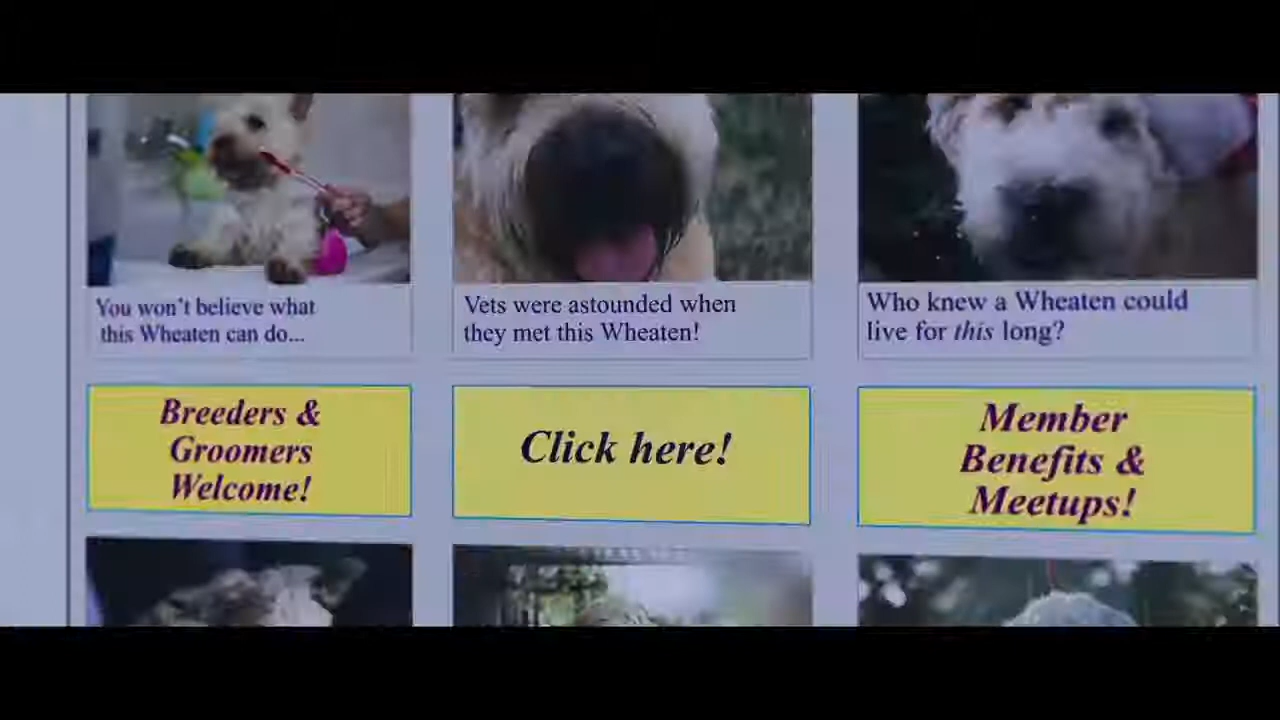 You won't believe what
this Wheaten can do...
Vets were astounded when
they met this Wheaten!
Who knew a Wheaten could
live for this long?
Breeders &
Groomers
Welcome!
Click here!
Member
Benefits &
Meetups!